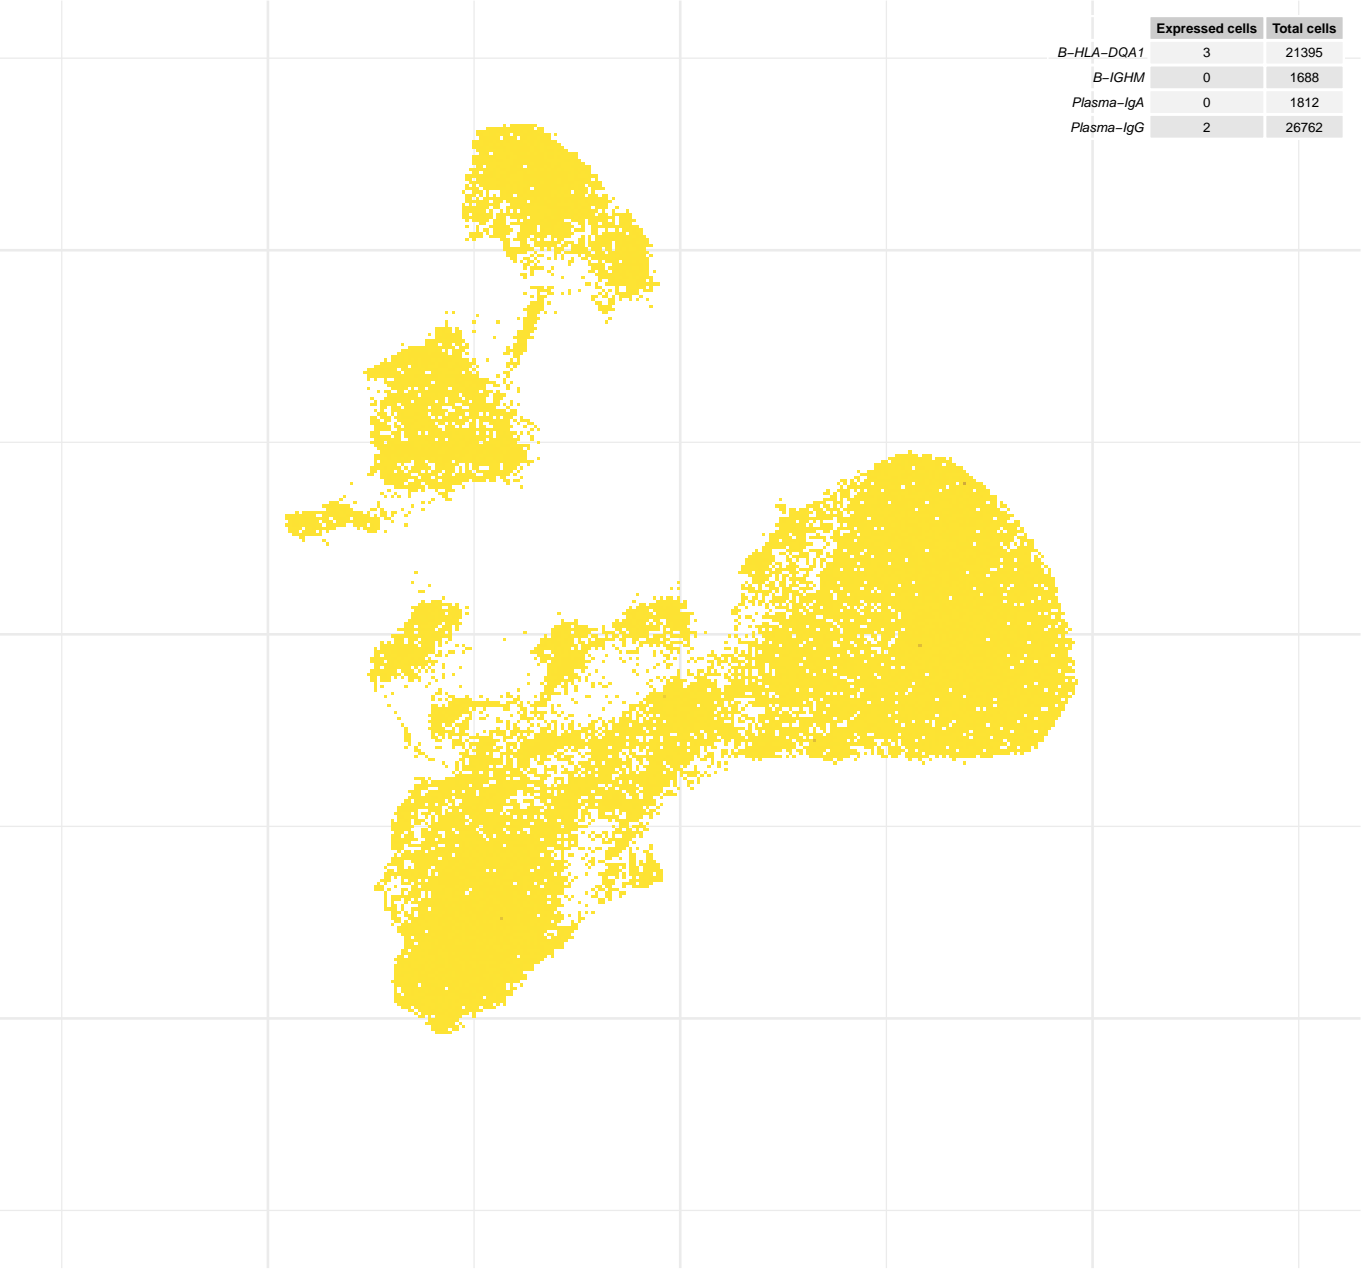 Expressed cells Total cells
B−HLA−DQA1 3 21395
B−IGHM 0 1688
Plasma−IgA 0 1812
Plasma−IgG 2 26762